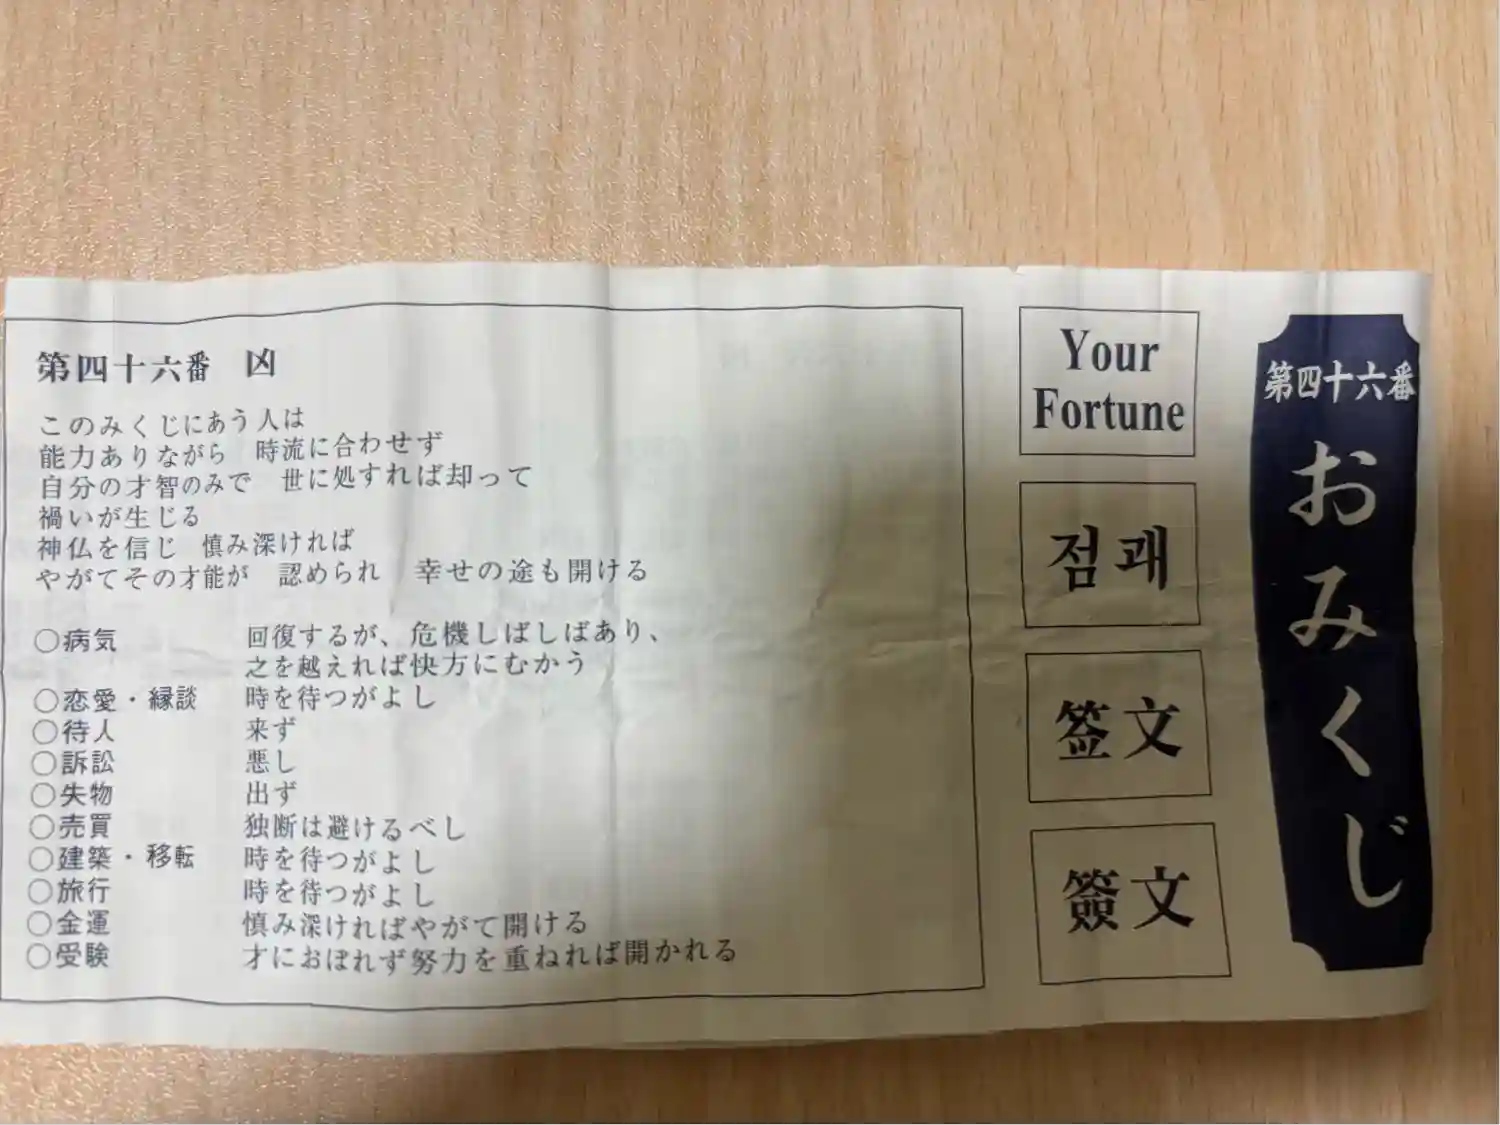 第四十六番
おみくじ
Your
Fortune
점괘
签文
簽文
第四十六番 凶
このみくじにあう人は
能力ありながら 時流に合わせず
自分の才智のみで 世に処すれば却って
禍いが生じる
神仏を信じ 慎み深ければ
やがてその才能が 認められ 幸せの途も開ける
○病気 回復するが、危機しばしばあり、
之を越えれば快方にむかう
○恋愛・縁談 時を待つがよし
○待人 来ず
○訴訟 悪し
○失物 出ず
○売買 独断は避けるべし
○建築・移転 時を待つがよし
○旅行 時を待つがよし
○金運 慎み深ければやがて開ける
○受験 才におぼれず努力を重ねれば開かれる